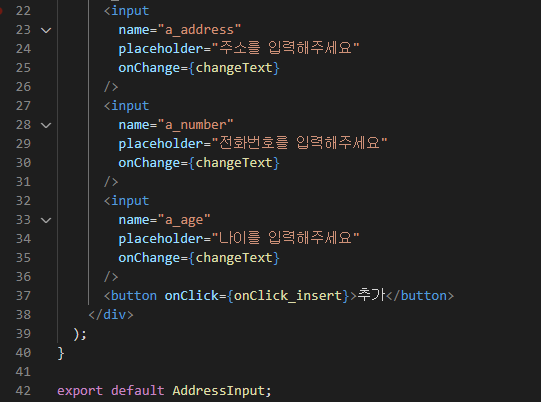 22 <input
23 name="a_address"
24 placeholder="주소를 입력해주세요"
25 onChange={changeText}
26 />
27 <input
28 name="a_number"
29 placeholder="전화번호를 입력해주세요"
30 onChange={changeText}
31 />
32 <input
33 name="a_age"
34 placeholder="나이를 입력해주세요"
35 onChange={changeText}
36 />
37 <button onClick={onClick_insert}>추가</button>
38 </div>
39 );
40 }
41
42 export default AddressInput;